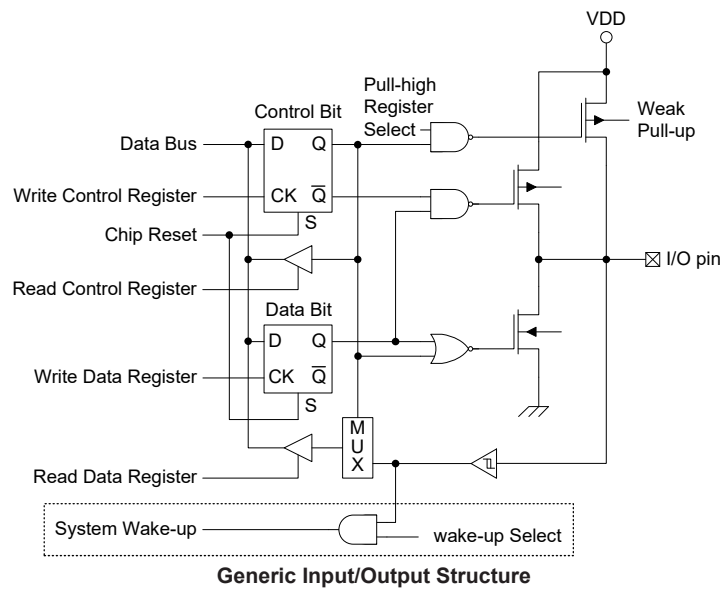 VDD
Pull-high
Register
Select
Control Bit
Weak
Pull-up
Data Bus
D
Q
Write Control Register
CK
Q
S
Chip Reset
I/O pin
Read Control Register
Data Bit
D
Q
Write Data Register
CK
Q
S
M
U
X
Read Data Register
System Wake-up
wake-up Select
Generic Input/Output Structure